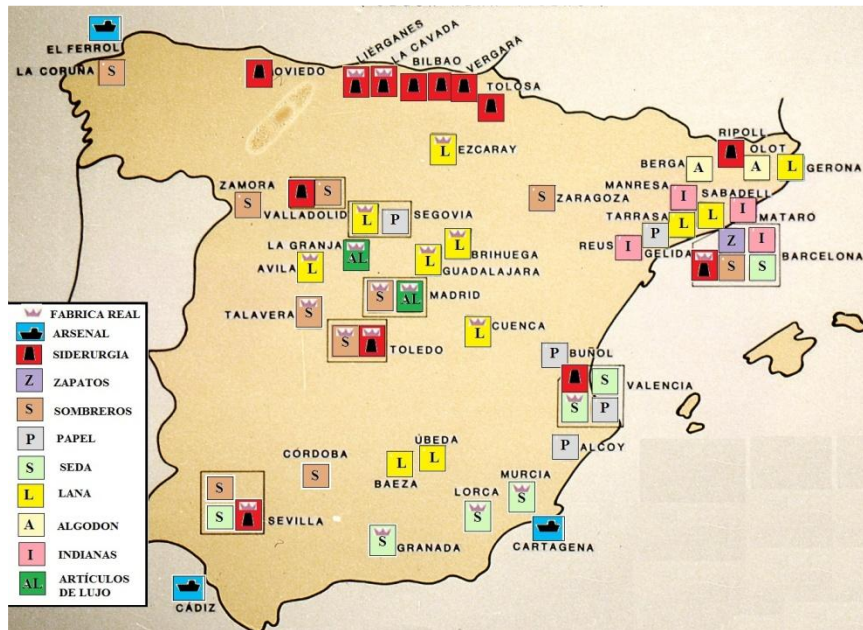 EL FERROL
LA CORUÑA
S
OVIEDO
LIÉRGANES
LA CAVADA
BILBAO
VERGARA
TOLOSA
L
EZCARAY
RIPOLL
OLOT
BERGA
A
A
L
GERONA
ZAMORA
S
S
VALLADOLID
S
ZARAGOZA
MANRESA
I
SABADELL
L
P
SEGOVIA
TARRASA
L
L
I
MATARÓ
REUS
I
P
GELIDA
Z
I
S
S
BARCELONA
LA GRANJA
AL
L
BRIHUEGA
AVILA
L
L
GUADALAJARA
S
AL
MADRID
TALAVERA
S
L
CUENCA
S
TOLEDO
P
BUÑOL
S
VALENCIA
S
P
P
ALCOY
CÓRDOBA
S
ÚBEDA
L
L
BAEZA
MURCIA
S
LORCA
S
S
S
SEVILLA
S
GRANADA
CARTAGENA
CÁDIZ
FABRICA REAL
ARSENAL
SIDERURGIA
Z ZAPATOS
S SOMBREROS
P PAPEL
S SEDA
L LANA
A ALGODON
I INDIANAS
AL ARTÍCULOS
DE LUJO